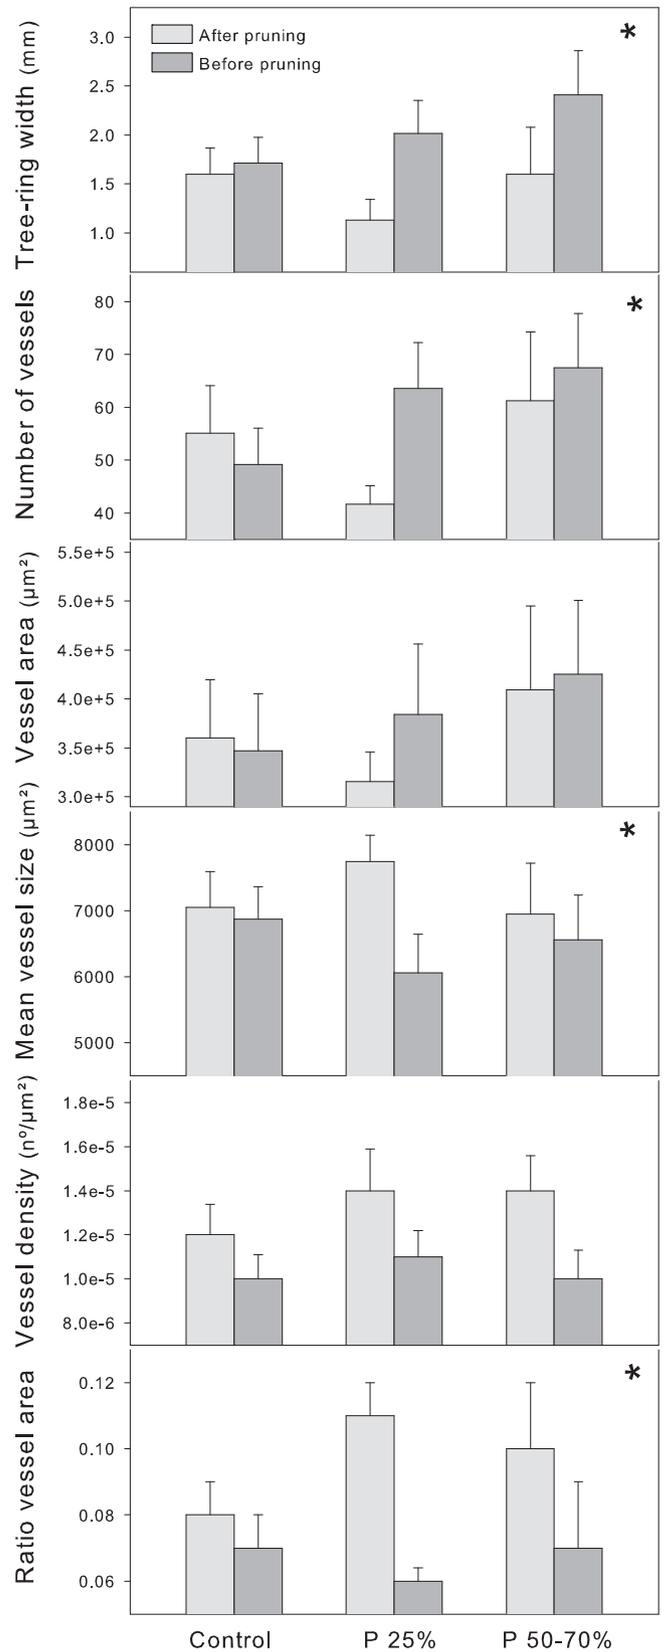 Tree-ring width (mm)
3.0
2.5
2.0
1.5
1.0
After pruning
Before pruning
*
Number of vessels
80
70
60
50
40
*
Vessel area (µm²)
5.5e+5
5.0e+5
4.5e+5
4.0e+5
3.5e+5
3.0e+5
Mean vessel size (µm²)
8000
7000
6000
5000
*
Vessel density (nº/µm²)
1.8e-5
1.6e-5
1.4e-5
1.2e-5
1.0e-5
8.0e-6
Ratio vessel area
0.12
0.10
0.08
0.06
*
Control P 25% P 50-70%